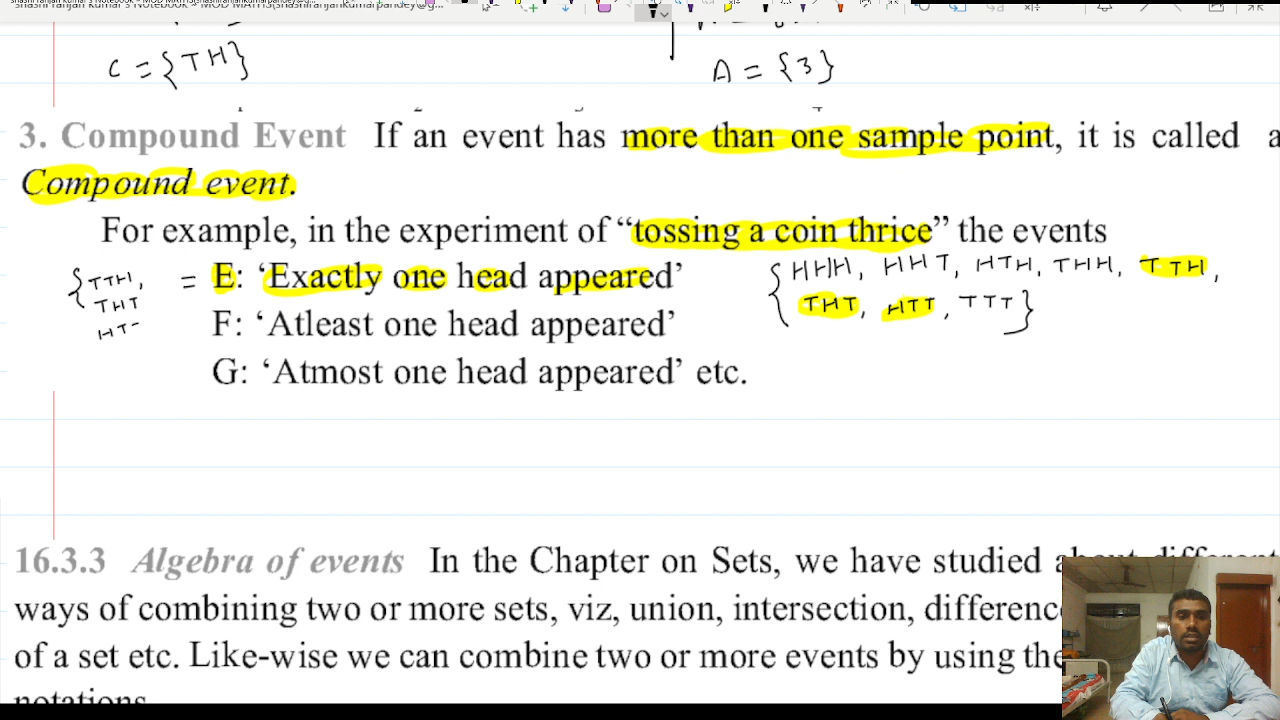 C = {TH}
A = {3}
3. Compound Event If an event has more than one sample point, it is called a
Compound event.
For example, in the experiment of “tossing a coin thrice” the events
{TTH, = E: ‘Exactly one head appeared’ {HHH, HHT, HTH, THH, TTH,
THT THT, HTT, TTT}
HT-
F: ‘Atleast one head appeared’
G: ‘Atmost one head appeared’ etc.
16.3.3 Algebra of events In the Chapter on Sets, we have studied about different
ways of combining two or more sets, viz, union, intersection, difference
of a set etc. Like-wise we can combine two or more events by using the
notations